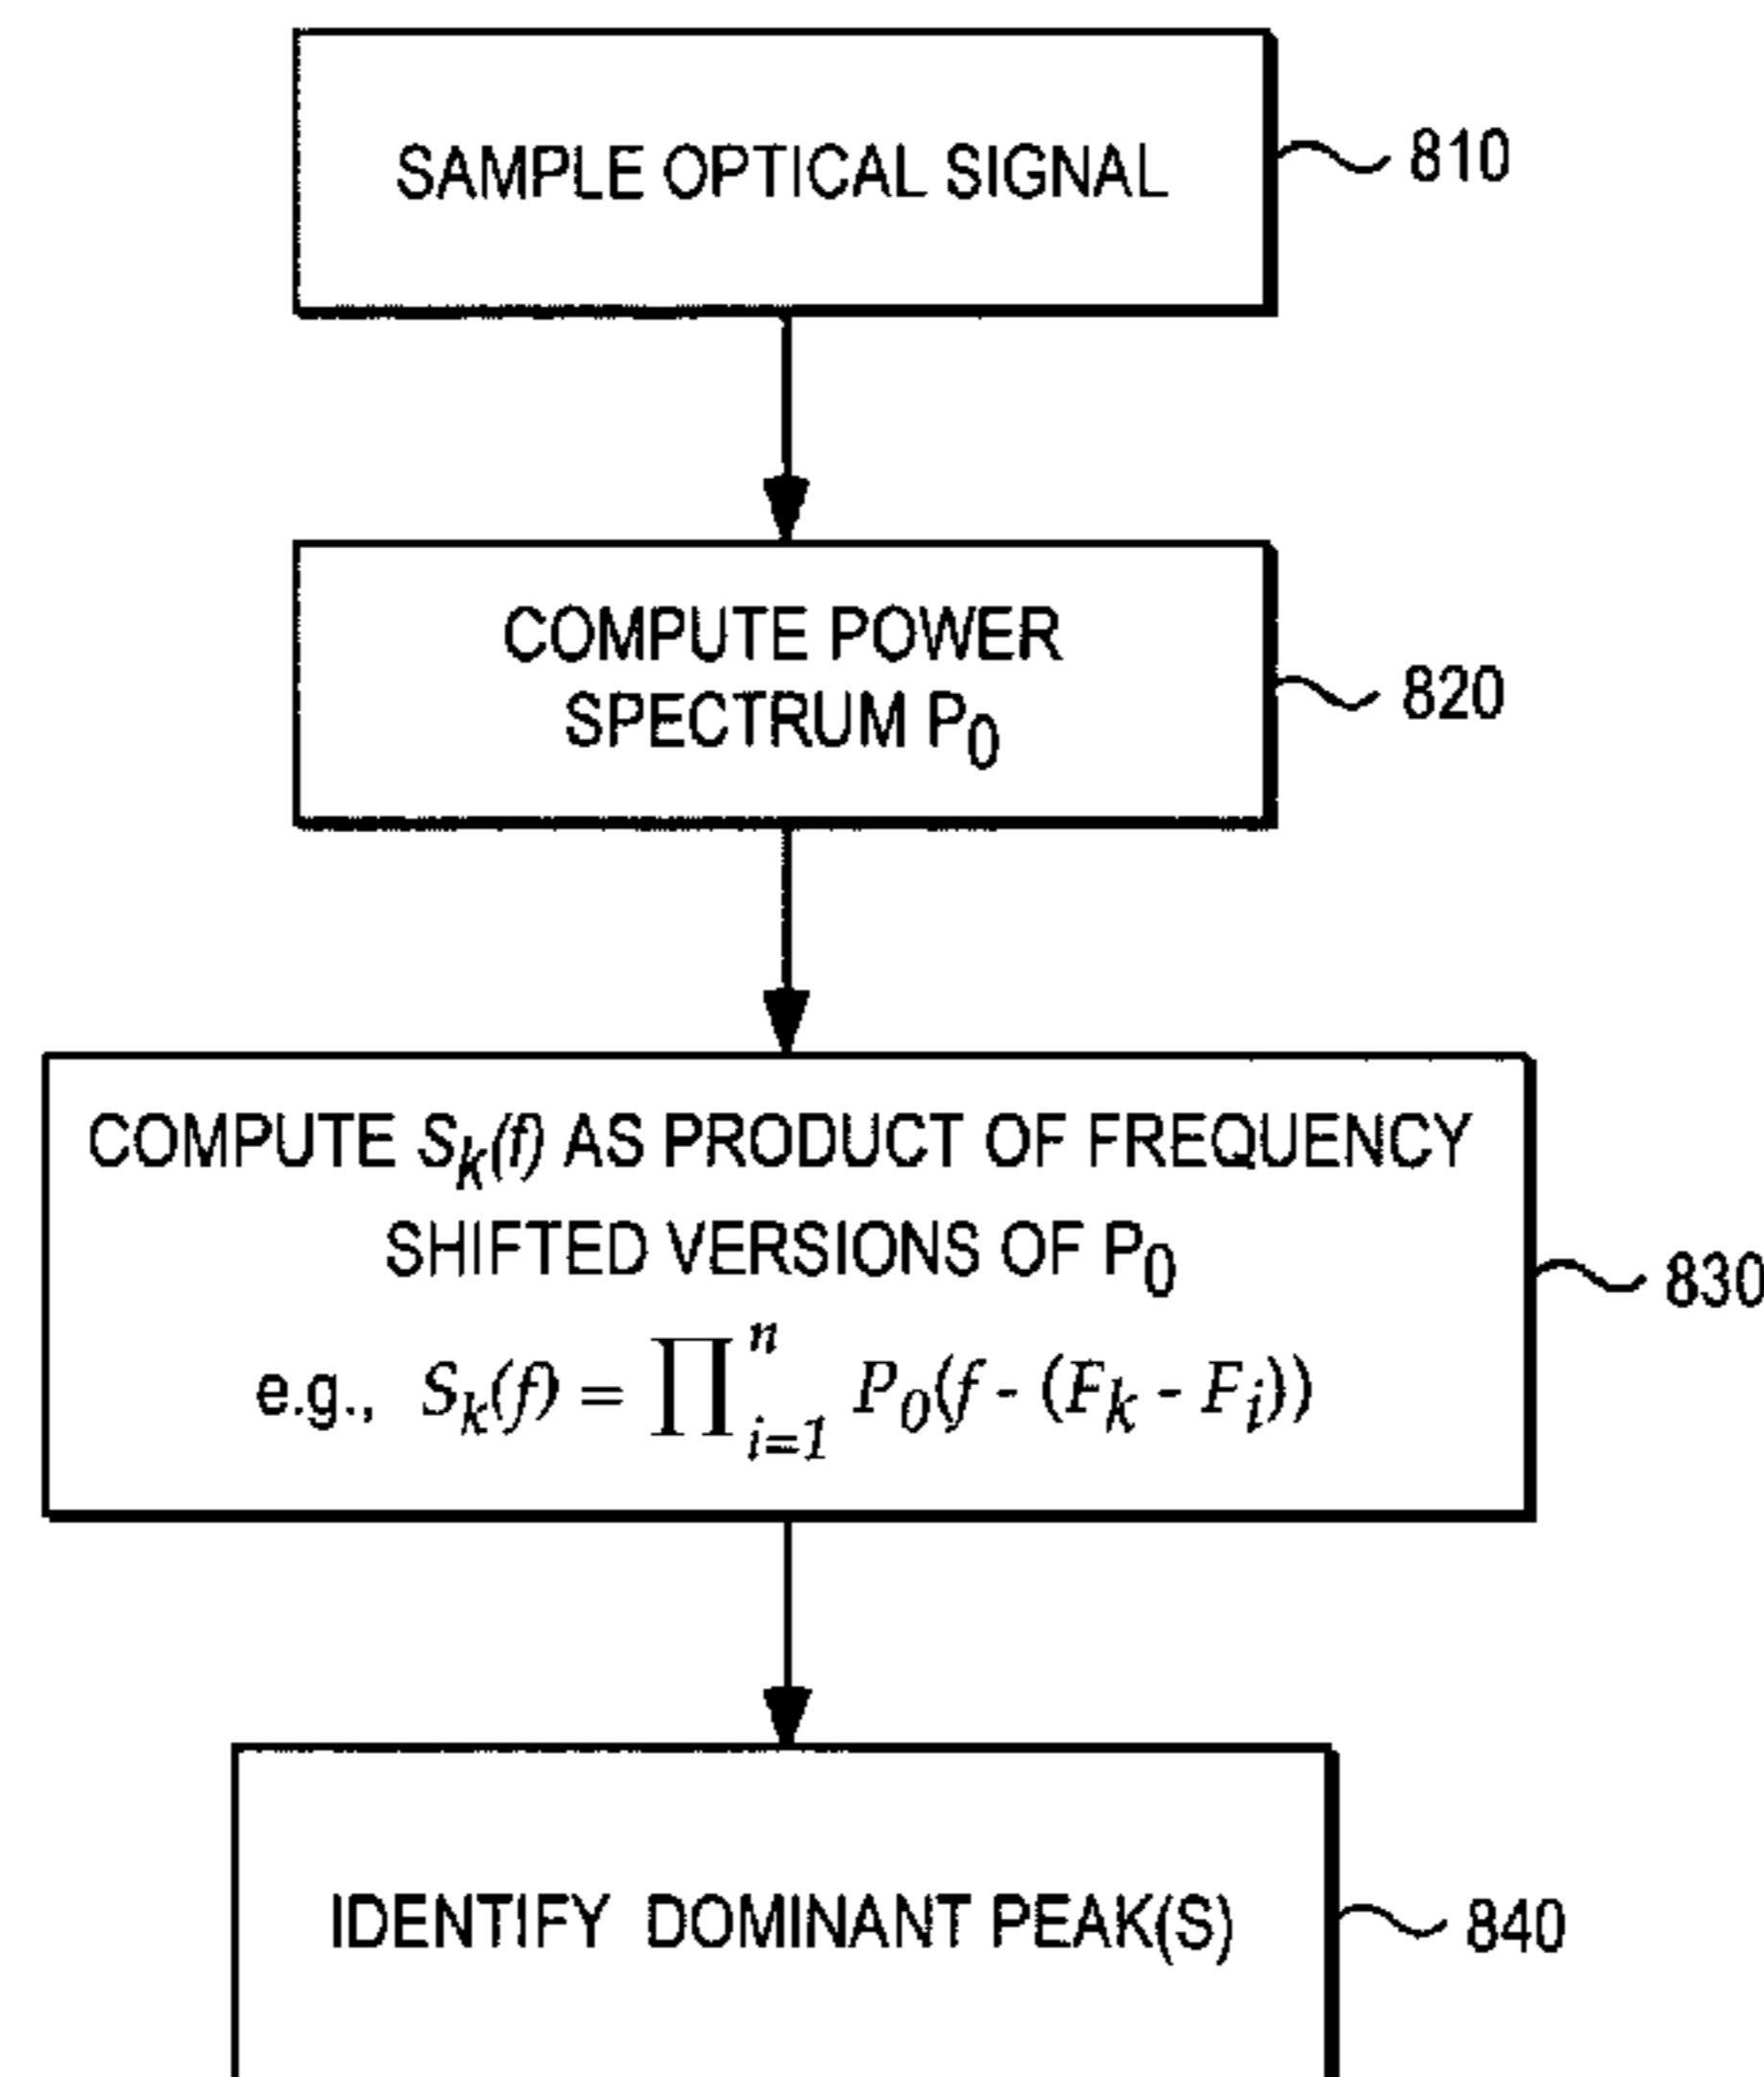 SAMPLE OPTICAL SIGNAL
810
COMPUTE POWER
SPECTRUM P₀
820
COMPUTE Sₖ(f) AS PRODUCT OF FREQUENCY
SHIFTED VERSIONS OF P₀
e.g., Sₖ(f) = ∏ⁿᵢ₌₁ P₀(f - (Fₖ - Fᵢ))
830
IDENTIFY DOMINANT PEAK(S)
840